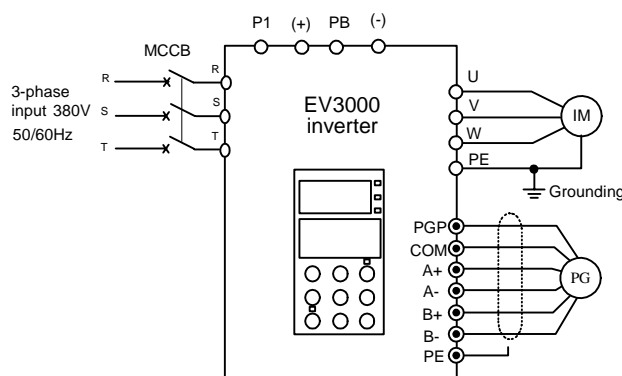 P1 (+) PB (-)
MCCB
R R
3-phase
input 380V
50/60Hz
S S
T T
EV3000
inverter
U
V
W
PE
IM
Grounding
PGP
COM
A+
A-
B+
B-
PE
PG